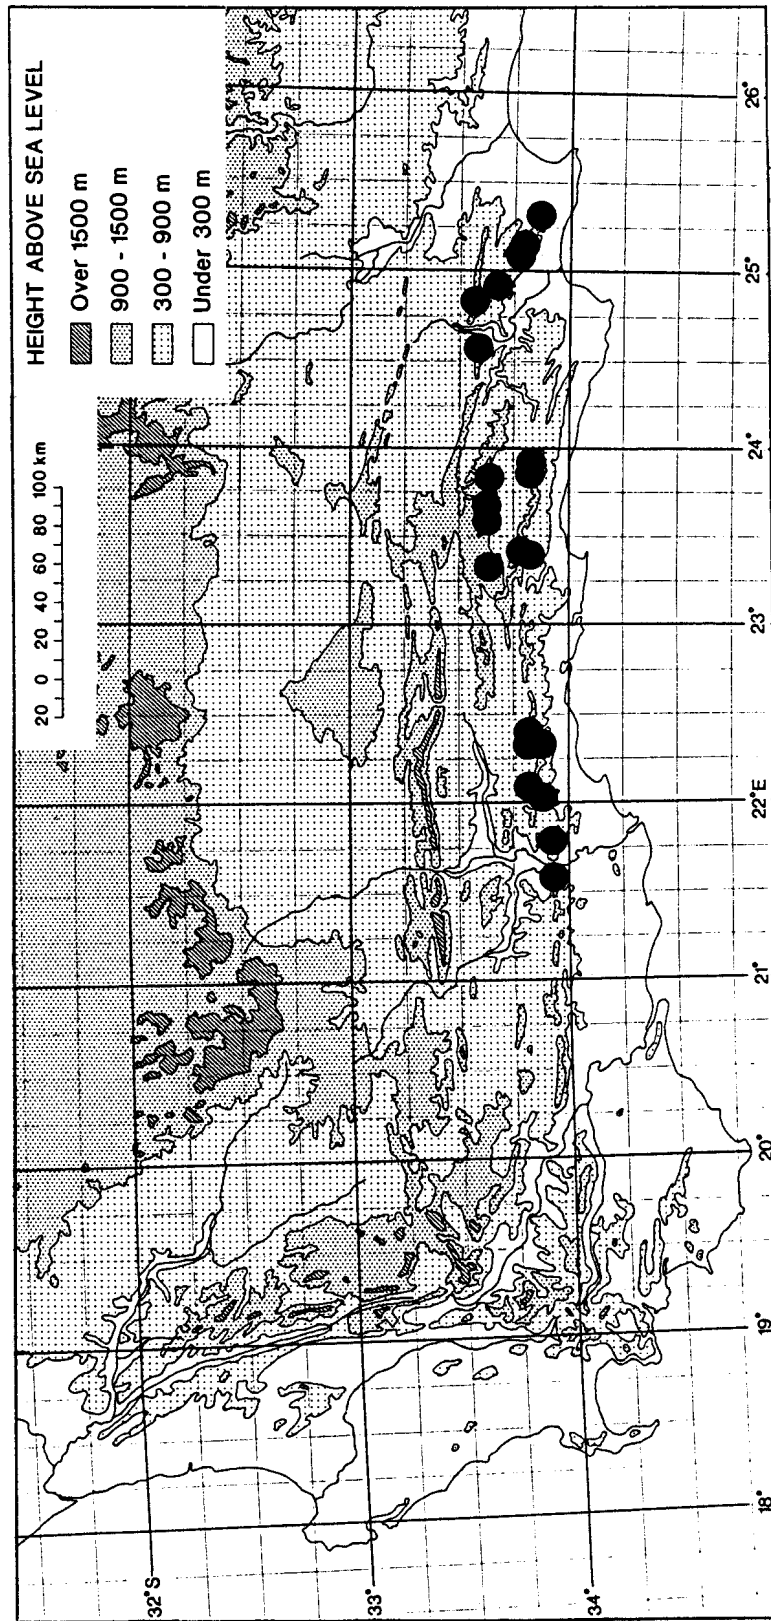 HEIGHT ABOVE SEA LEVEL
Over 1500 m
900 - 1500 m
300 - 900 m
Under 300 m
20 0 20 40 60 80 100 km
32°S
33°
34°
18°
19°
20°
21°
22°E
23°
24°
25°
26°